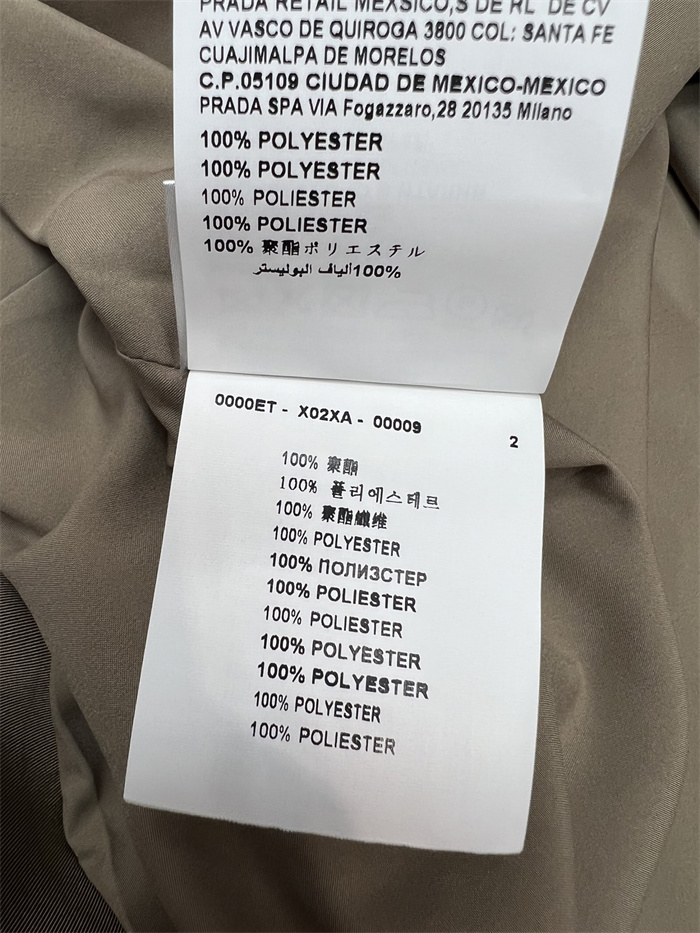 PRADA RETAIL MEXICO,S DE RL DE CV
AV VASCO DE QUIROGA 3800 COL: SANTA FE
CUAJIMALPA DE MORELOS
C.P.05109 CIUDAD DE MEXICO-MEXICO
PRADA SPA VIA Fogazzaro,28 20135 Milano
100% POLYESTER
100% POLYESTER
100% POLIESTER
100% POLIESTER
100% 聚酯ポリエステル
100%ألياف البوليستر
0000ET - X02XA - 00009
2
100% 聚酯
100% 폴리에스테르
100% 聚酯纖维
100% POLYESTER
100% ПОЛИЗСТЕР
100% POLIESTER
100% POLIESTER
100% POLYESTER
100% POLYESTER
100% POLYESTER
100% POLIESTER